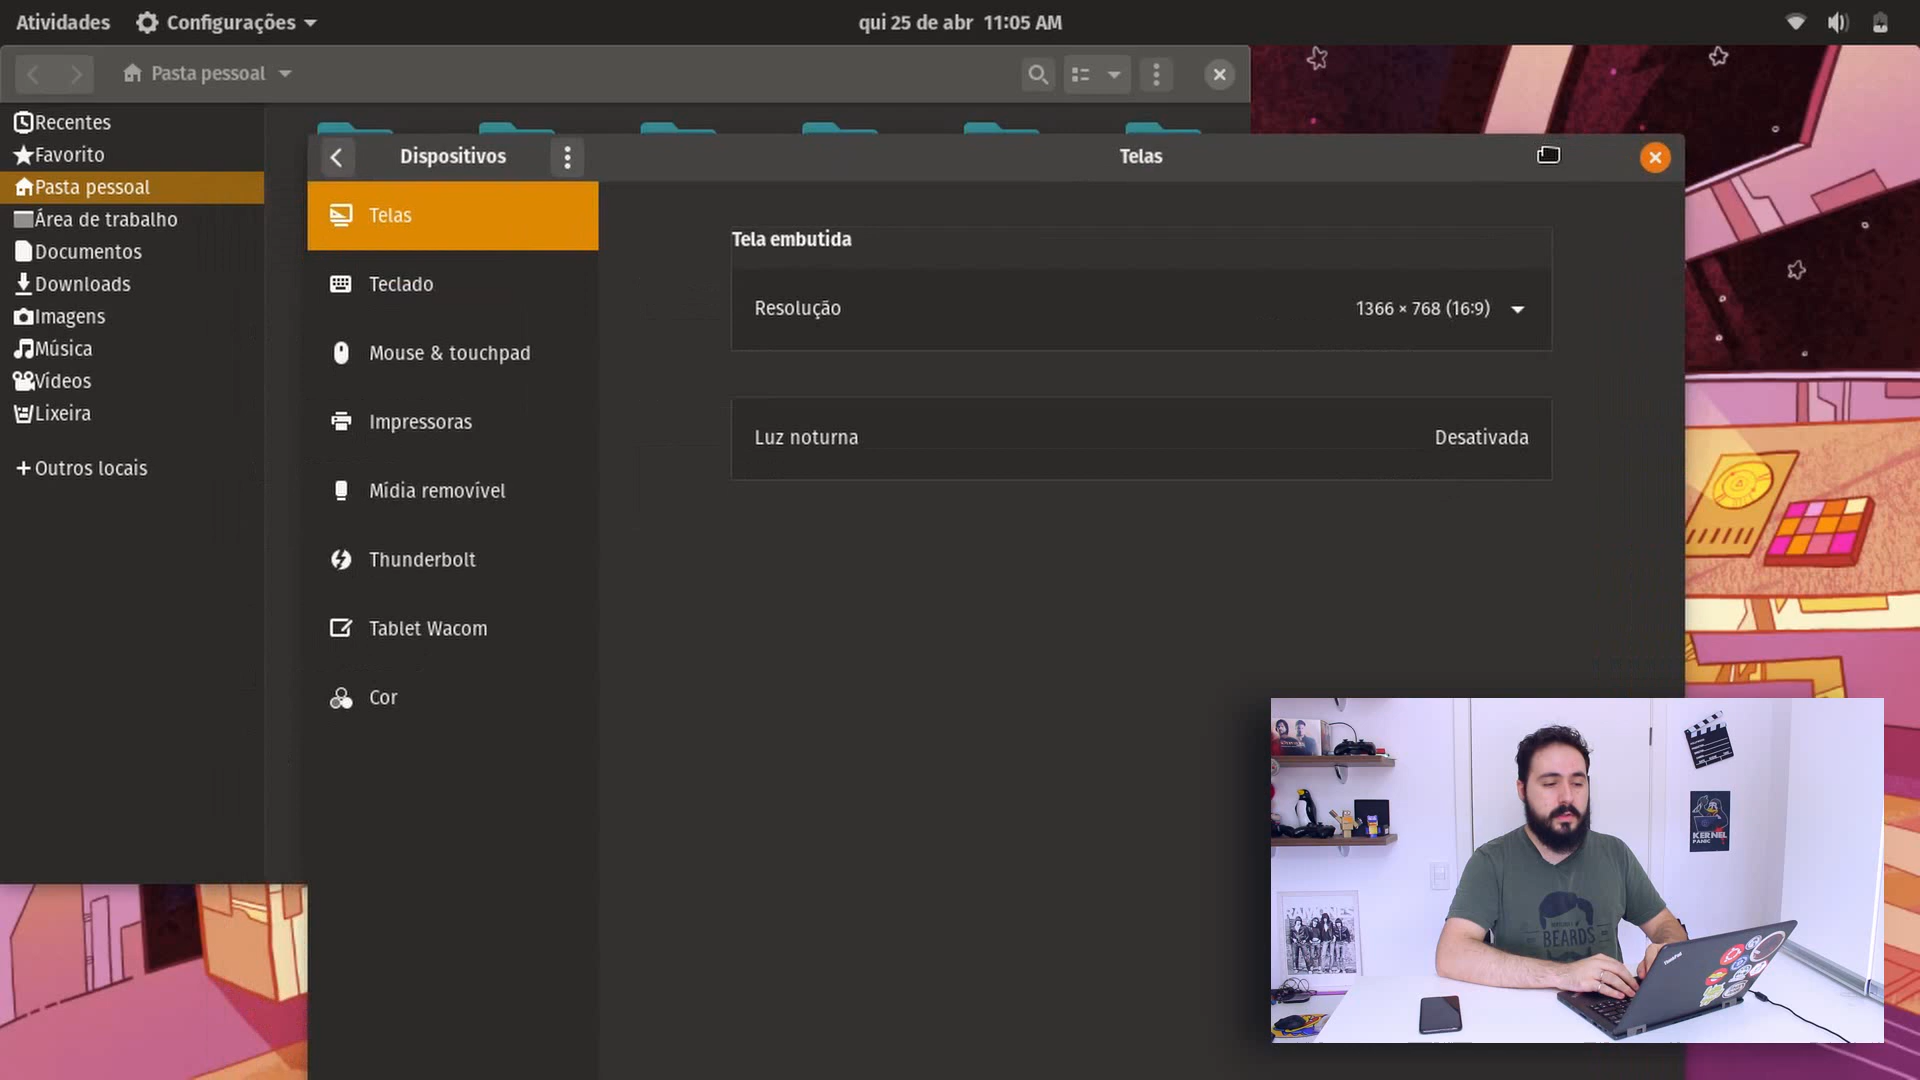 Atividades
Configurações
qui 25 de abr 11:05 AM
Pasta pessoal
Recentes
Favorito
Pasta pessoal
Área de trabalho
Documentos
Downloads
Imagens
Música
Vídeos
Lixeira
Outros locais
Dispositivos
Telas
Telas
Teclado
Mouse & touchpad
Impressoras
Mídia removível
Thunderbolt
Tablet Wacom
Cor
Tela embutida
Resolução
1366 × 768 (16:9)
Luz noturna
Desativada
KERNEL
PANIC
RAMONES
BEARDS